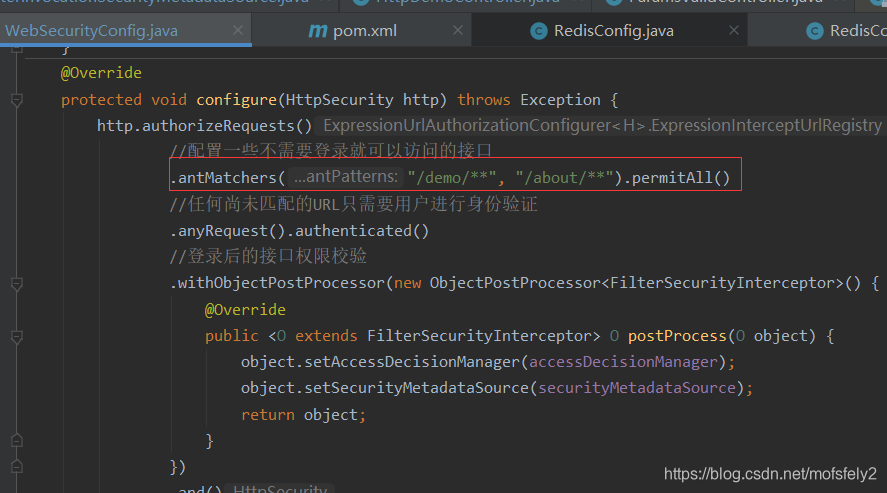 WebSecurityConfig.java pom.xml RedisConfig.java RedisCo
}
@Override
protected void configure(HttpSecurity http) throws Exception {
http.authorizeRequests() ExpressionUrlAuthorizationConfigurer<H>.ExpressionInterceptUrlRegistry
//配置一些不需要登录就可以访问的接口
.antMatchers( ...antPatterns: "/demo/**", "/about/**").permitAll()
//任何尚未匹配的URL只需要用户进行身份验证
.anyRequest().authenticated()
//登录后的接口权限校验
.withObjectPostProcessor(new ObjectPostProcessor<FilterSecurityInterceptor>() {
@Override
public <O extends FilterSecurityInterceptor> O postProcess(O object) {
object.setAccessDecisionManager(accessDecisionManager);
object.setSecurityMetadataSource(securityMetadataSource);
return object;
}
})
.and() HttpSecurity
https://blog.csdn.net/mofsfely2